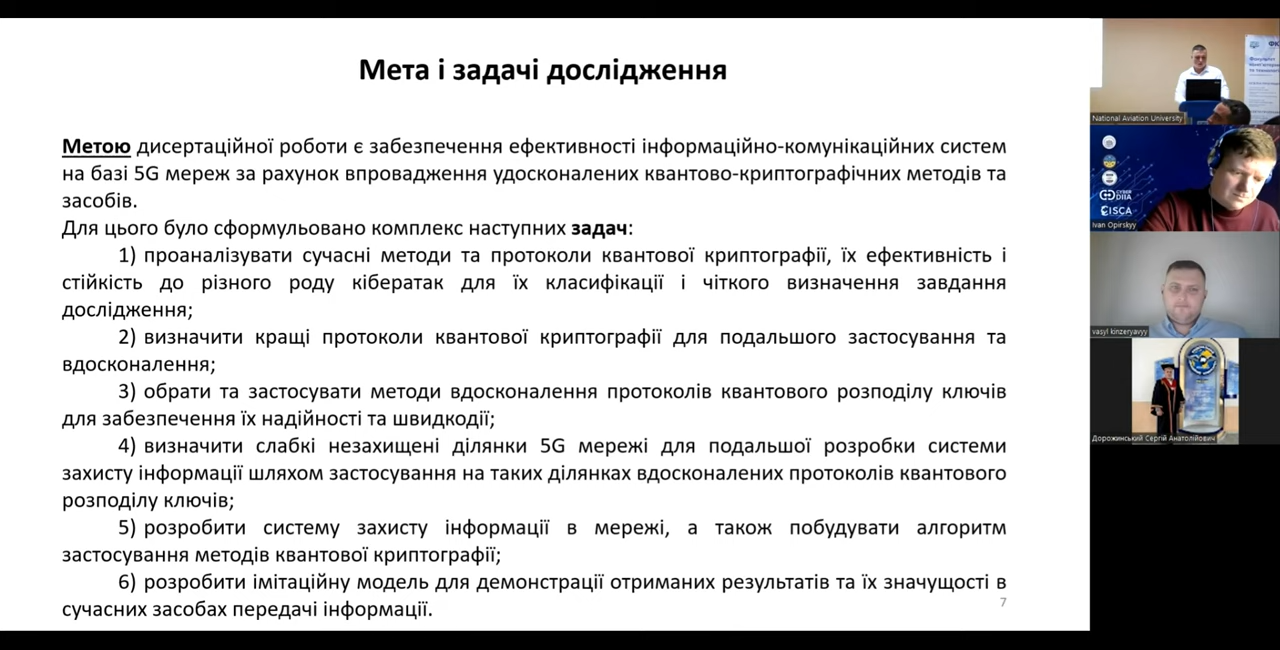 Мета і задачі дослідження
Метою дисертаційної роботи є забезпечення ефективності інформаційно-комунікаційних систем
на базі 5G мереж за рахунок впровадження удосконалених квантово-криптографічних методів та
засобів.
Для цього було сформульовано комплекс наступних задач:
1) проаналізувати сучасні методи та протоколи квантової криптографії, їх ефективність і
стійкість до різного роду кібератак для їх класифікації і чіткого визначення завдання
дослідження;
2) визначити кращі протоколи квантової криптографії для подальшого застосування та
вдосконалення;
3) обрати та застосувати методи вдосконалення протоколів квантового розподілу ключів
для забезпечення їх надійності та швидкодії;
4) визначити слабкі незахищені ділянки 5G мережі для подальшої розробки системи
захисту інформації шляхом застосування на таких ділянках вдосконалених протоколів квантового
розподілу ключів;
5) розробити систему захисту інформації в мережі, а також побудувати алгоритм
застосування методів квантової криптографії;
6) розробити імітаційну модель для демонстрації отриманих результатів та їх значущості в
сучасних засобах передачі інформації.
7
National Aviation University
CYBER
DIIA
CISCA
Ivan Opirskyy
vasyl kinzeryavyy
Дорожинський Сергій Анатолійович